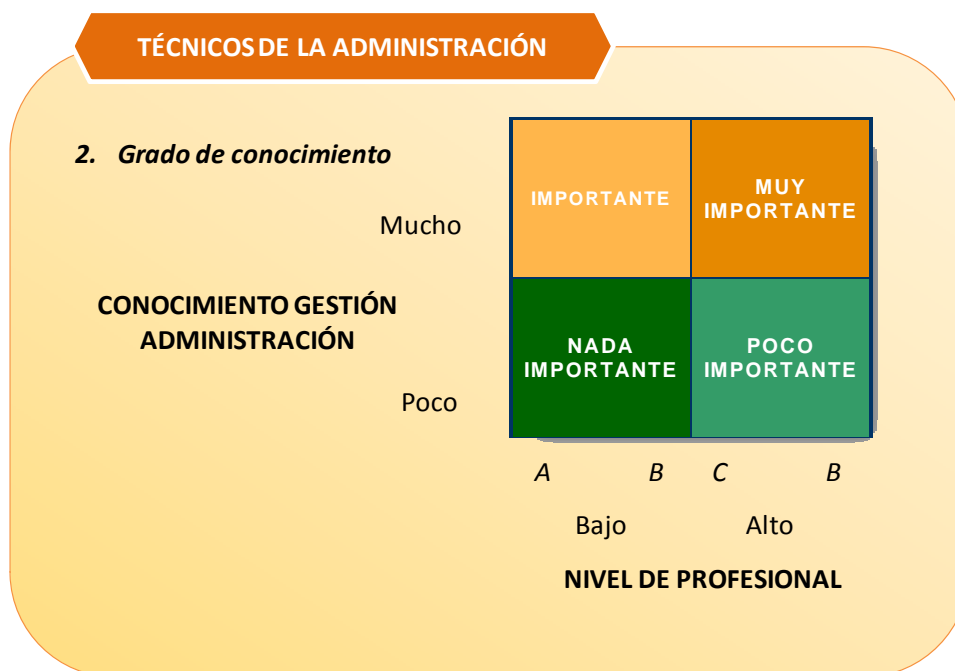 TÉCNICOS DE LA ADMINISTRACIÓN
2. Grado de conocimiento
Mucho
CONOCIMIENTO GESTIÓN
ADMINISTRACIÓN
Poco
IMPORTANTE
MUY
IMPORTANTE
NADA
IMPORTANTE
POCO
IMPORTANTE
A B C B
Bajo Alto
NIVEL DE PROFESIONAL